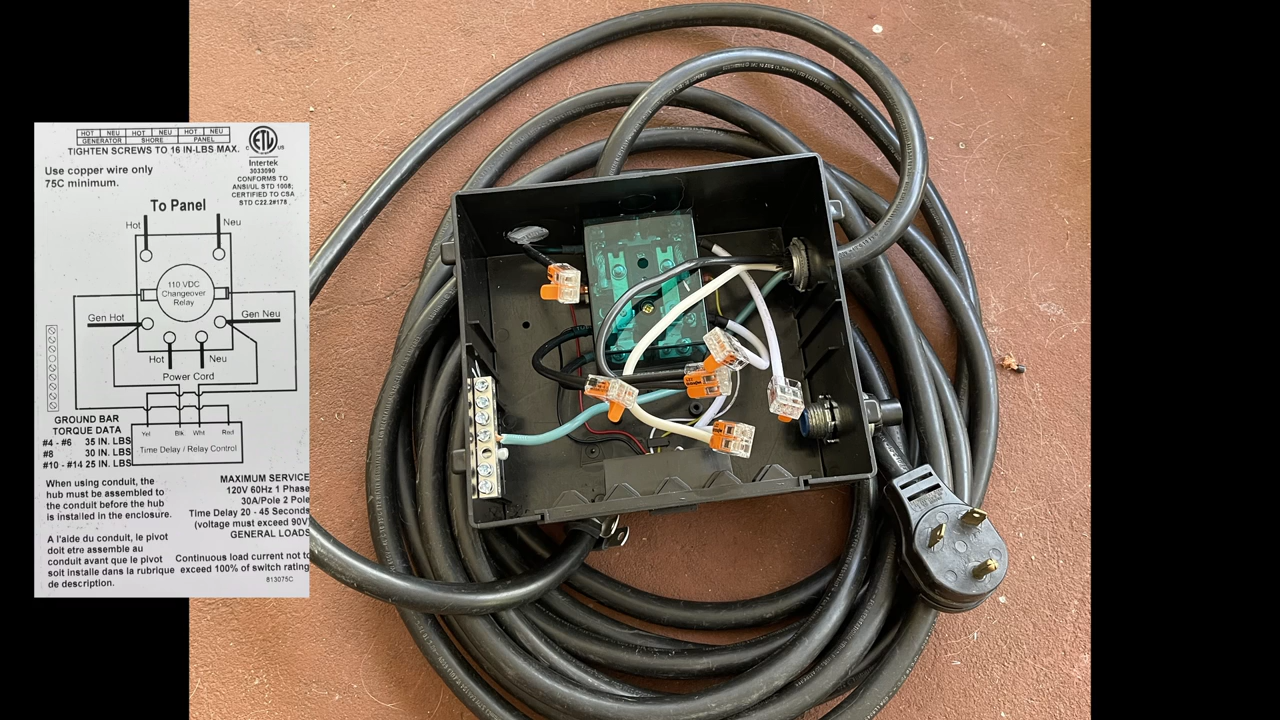 HOT NEU HOT NEU HOT NEU
GENERATOR SHORE PANEL
TIGHTEN SCREWS TO 16 IN-LBS MAX.
Use copper wire only
75C minimum.
C ETL US
Intertek
3033090
CONFORMS TO
ANSI/UL STD 1008;
CERTIFIED TO CSA
STD C22.2#178
To Panel
Hot Neu
110 VDC
Changeover
Relay
Gen Hot Gen Neu
Hot Neu
Power Cord
GROUND BAR
TORQUE DATA
#4 - #6 35 IN. LBS
#8 30 IN. LBS
#10 - #14 25 IN. LBS
Yel Blk Wht Red
Time Delay / Relay Control
When using conduit, the
hub must be assembled to
the conduit before the hub
is installed in the enclosure.
A l'aide du conduit, le pivot
doit etre assemble au
conduit avant que le pivot
soit installe dans la rubrique
de description.
MAXIMUM SERVICE
120V 60Hz 1 Phase
30A/Pole 2 Pole
Time Delay 20 - 45 Seconds
(voltage must exceed 90V)
GENERAL LOADS
Continuous load current not to
exceed 100% of switch rating
813075C